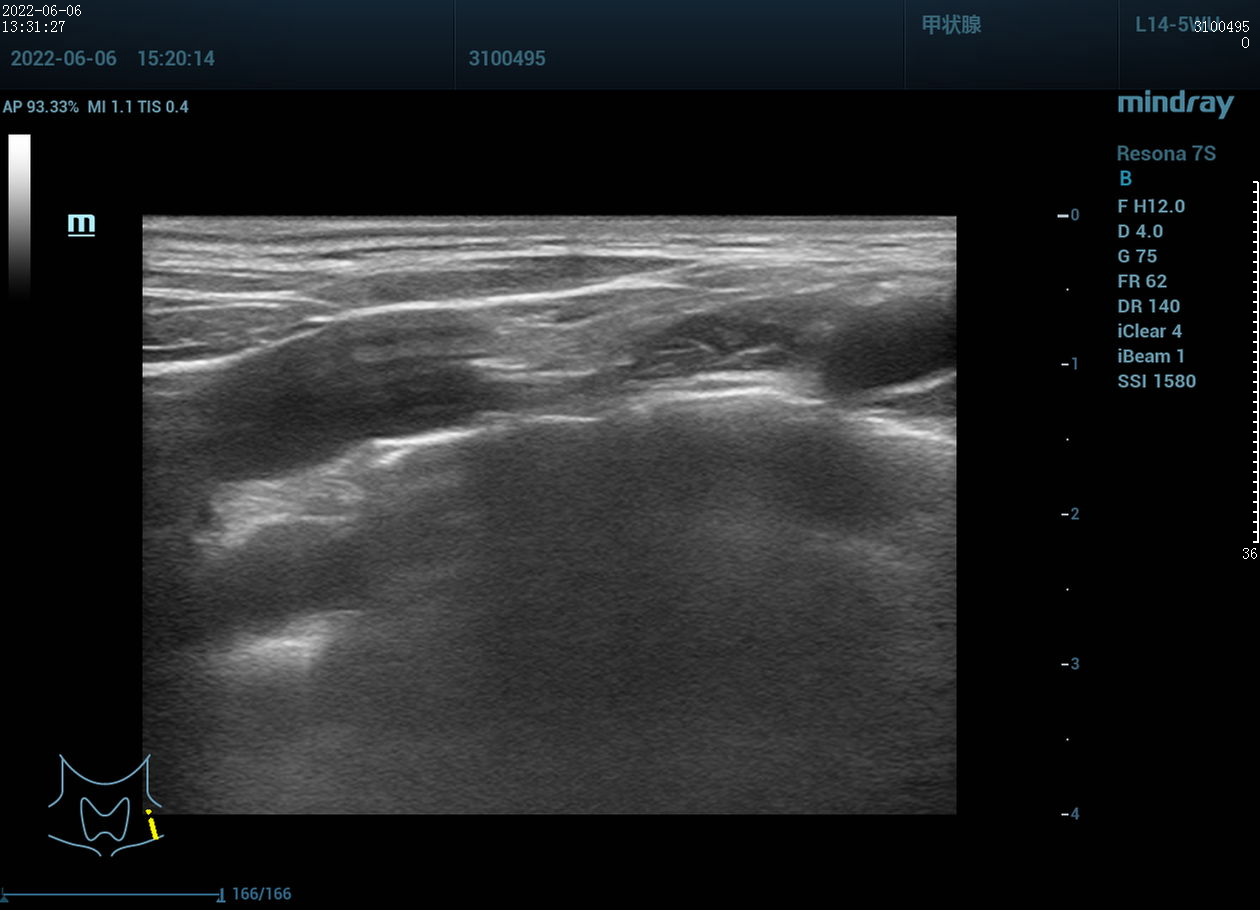 2022-06-06
13:31:27
甲状腺
3100495
0
2022-06-06 15:20:14
3100495
AP 93.33% MI 1.1 TIS 0.4
mindray
Resona 7S
B
F H12.0
D 4.0
G 75
FR 62
DR 140
iClear 4
iBeam 1
SSI 1580
m
0
1
2
3
4
36
166/166